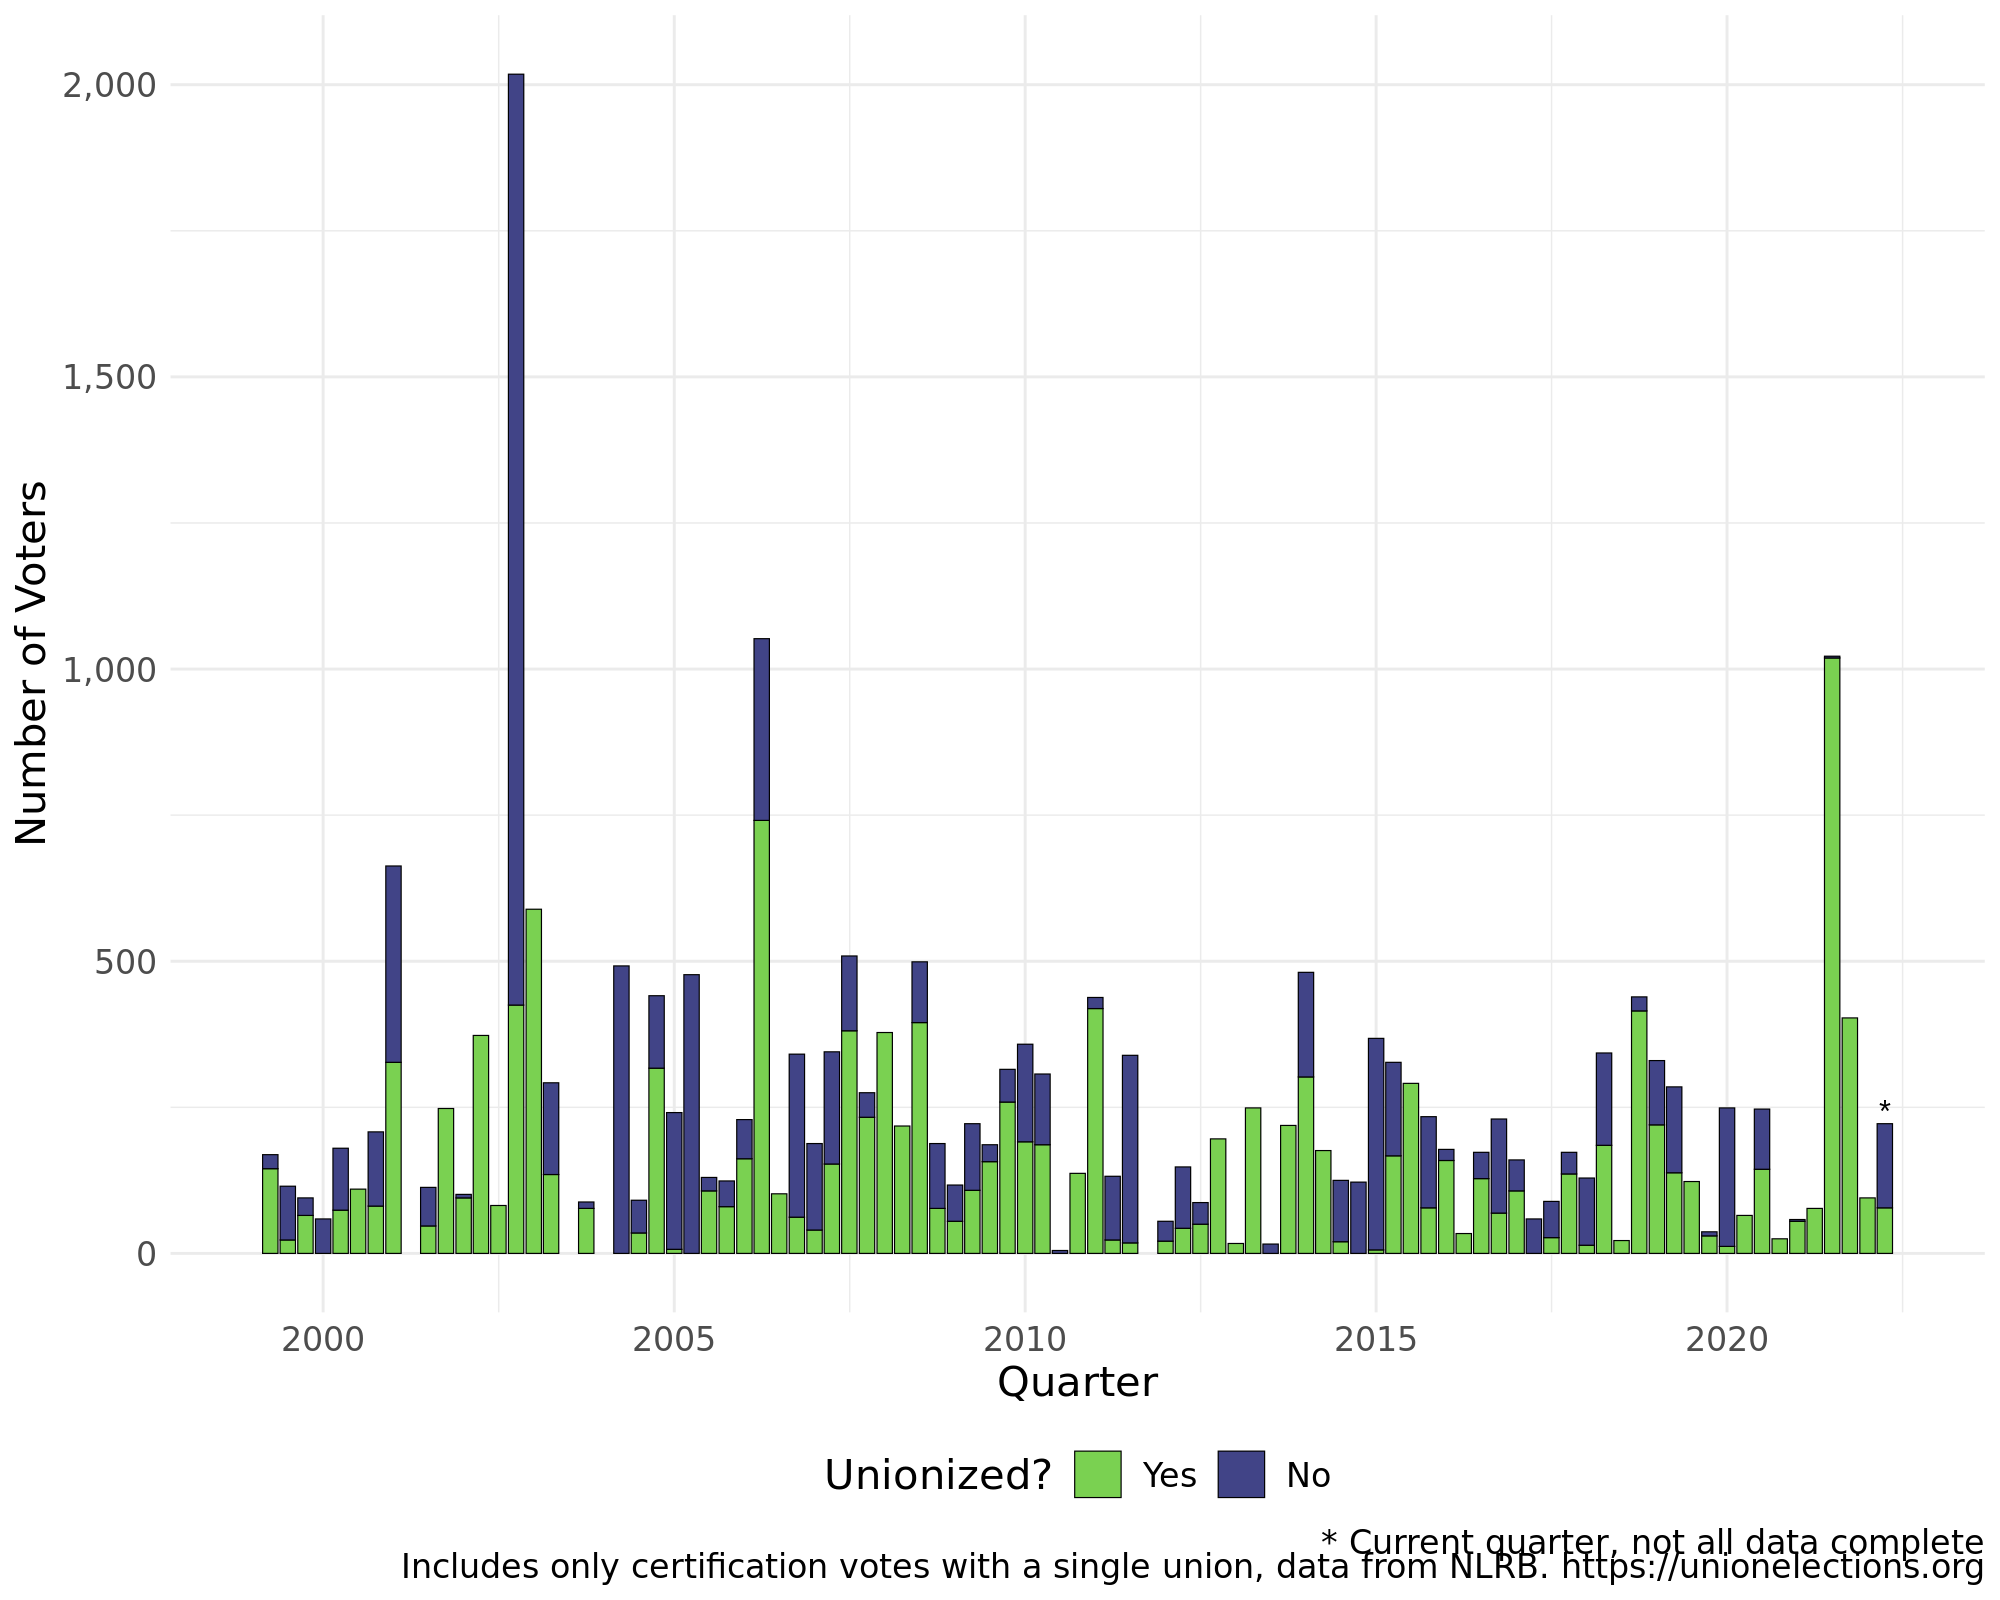 2,000
1,500
1,000
500
0
Number of Voters
*
2000 2005 2010 2015 2020
Quarter
Unionized? Yes No
* Current quarter, not all data complete
Includes only certification votes with a single union, data from NLRB. https://unionelections.org